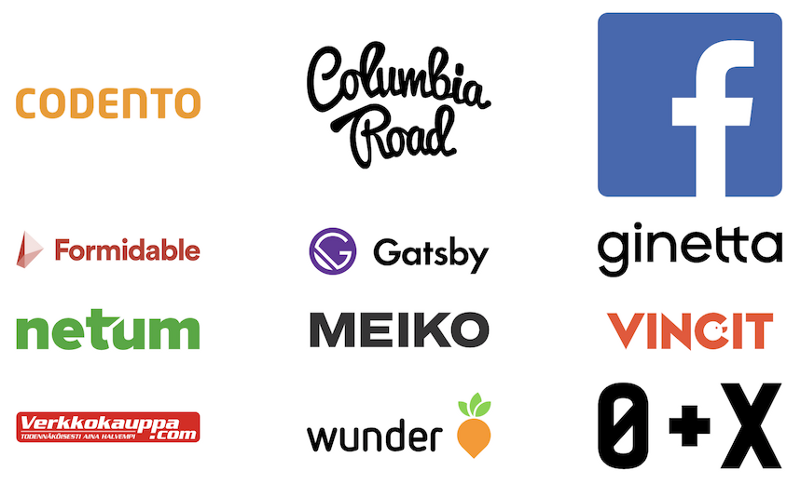 CODENTO
Columbia
Road
f
Formidable
Gatsby
ginetta
netum
MEIKO
VINCIT
Verkkokauppa
.com
TODENNÄKÖISESTI AINA HALVEMPI
wunder
0+X